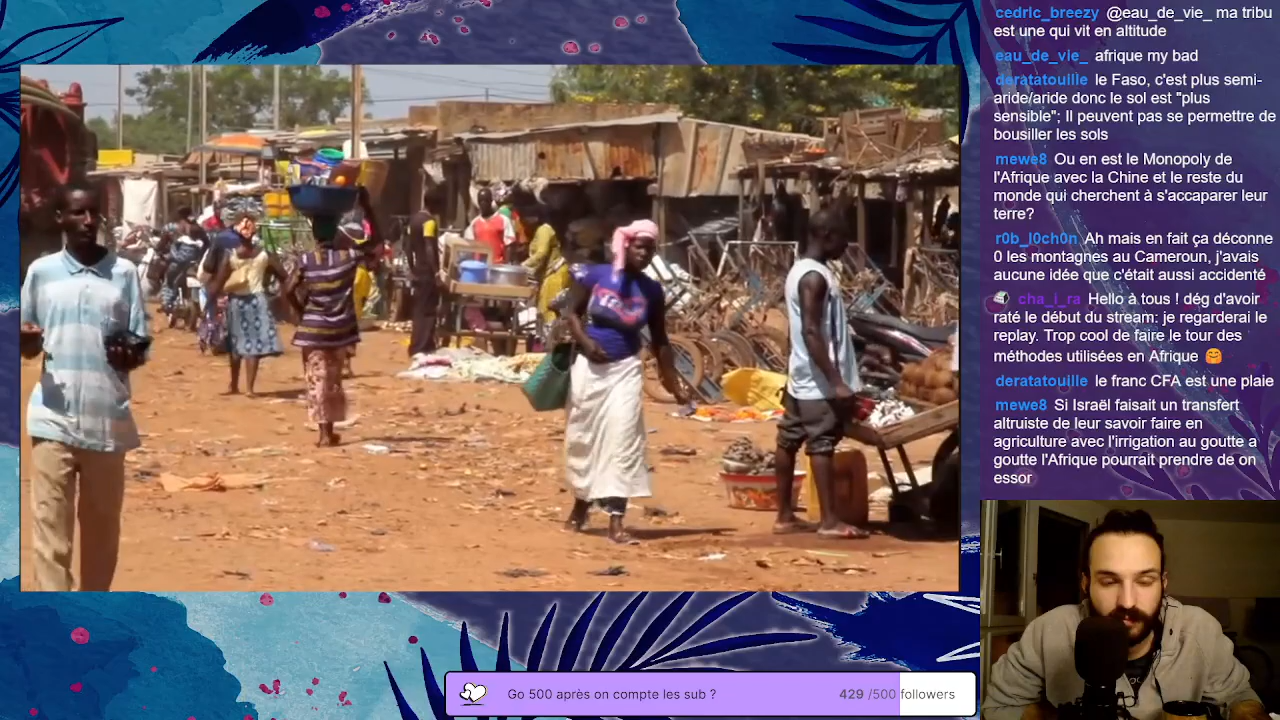 cedric_breezy @eau_de_vie_ ma tribu
est une qui vit en altitude
eau_de_vie_ afrique my bad
deratatouille le Faso, c'est plus semi-
aride/aride donc le sol est "plus
sensible"; Il peuvent pas se permettre de
bousiller les sols
mewe8 Ou en est le Monopoly de
l'Afrique avec la Chine et le reste du
monde qui cherchent à s'accaparer leur
terre?
r0b_l0ch0n Ah mais en fait ça déconne
0 les montagnes au Cameroun, j'avais
aucune idée que c'était aussi accidenté
cha_i_ra Hello à tous ! dég d'avoir
raté le début du stream: je regarderai le
replay. Trop cool de faire le tour des
méthodes utilisées en Afrique 🤗
deratatouille le franc CFA est une plaie
mewe8 Si Israël faisait un transfert
altruiste de leur savoir faire en
agriculture avec l'irrigation au goutte a
goutte l'Afrique pourrait prendre de on
essor
Go 500 après on compte les sub ? 429 /500 followers